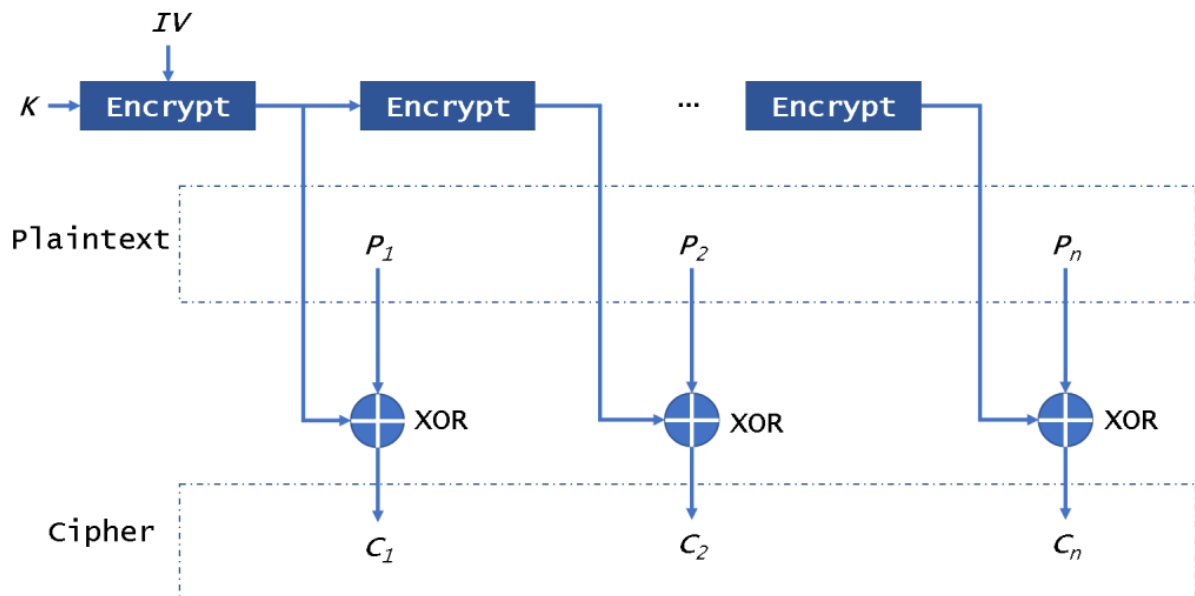 IV
K Encrypt Encrypt ... Encrypt
Plaintext P1 P2 Pn
XOR XOR XOR
Cipher C1 C2 Cn